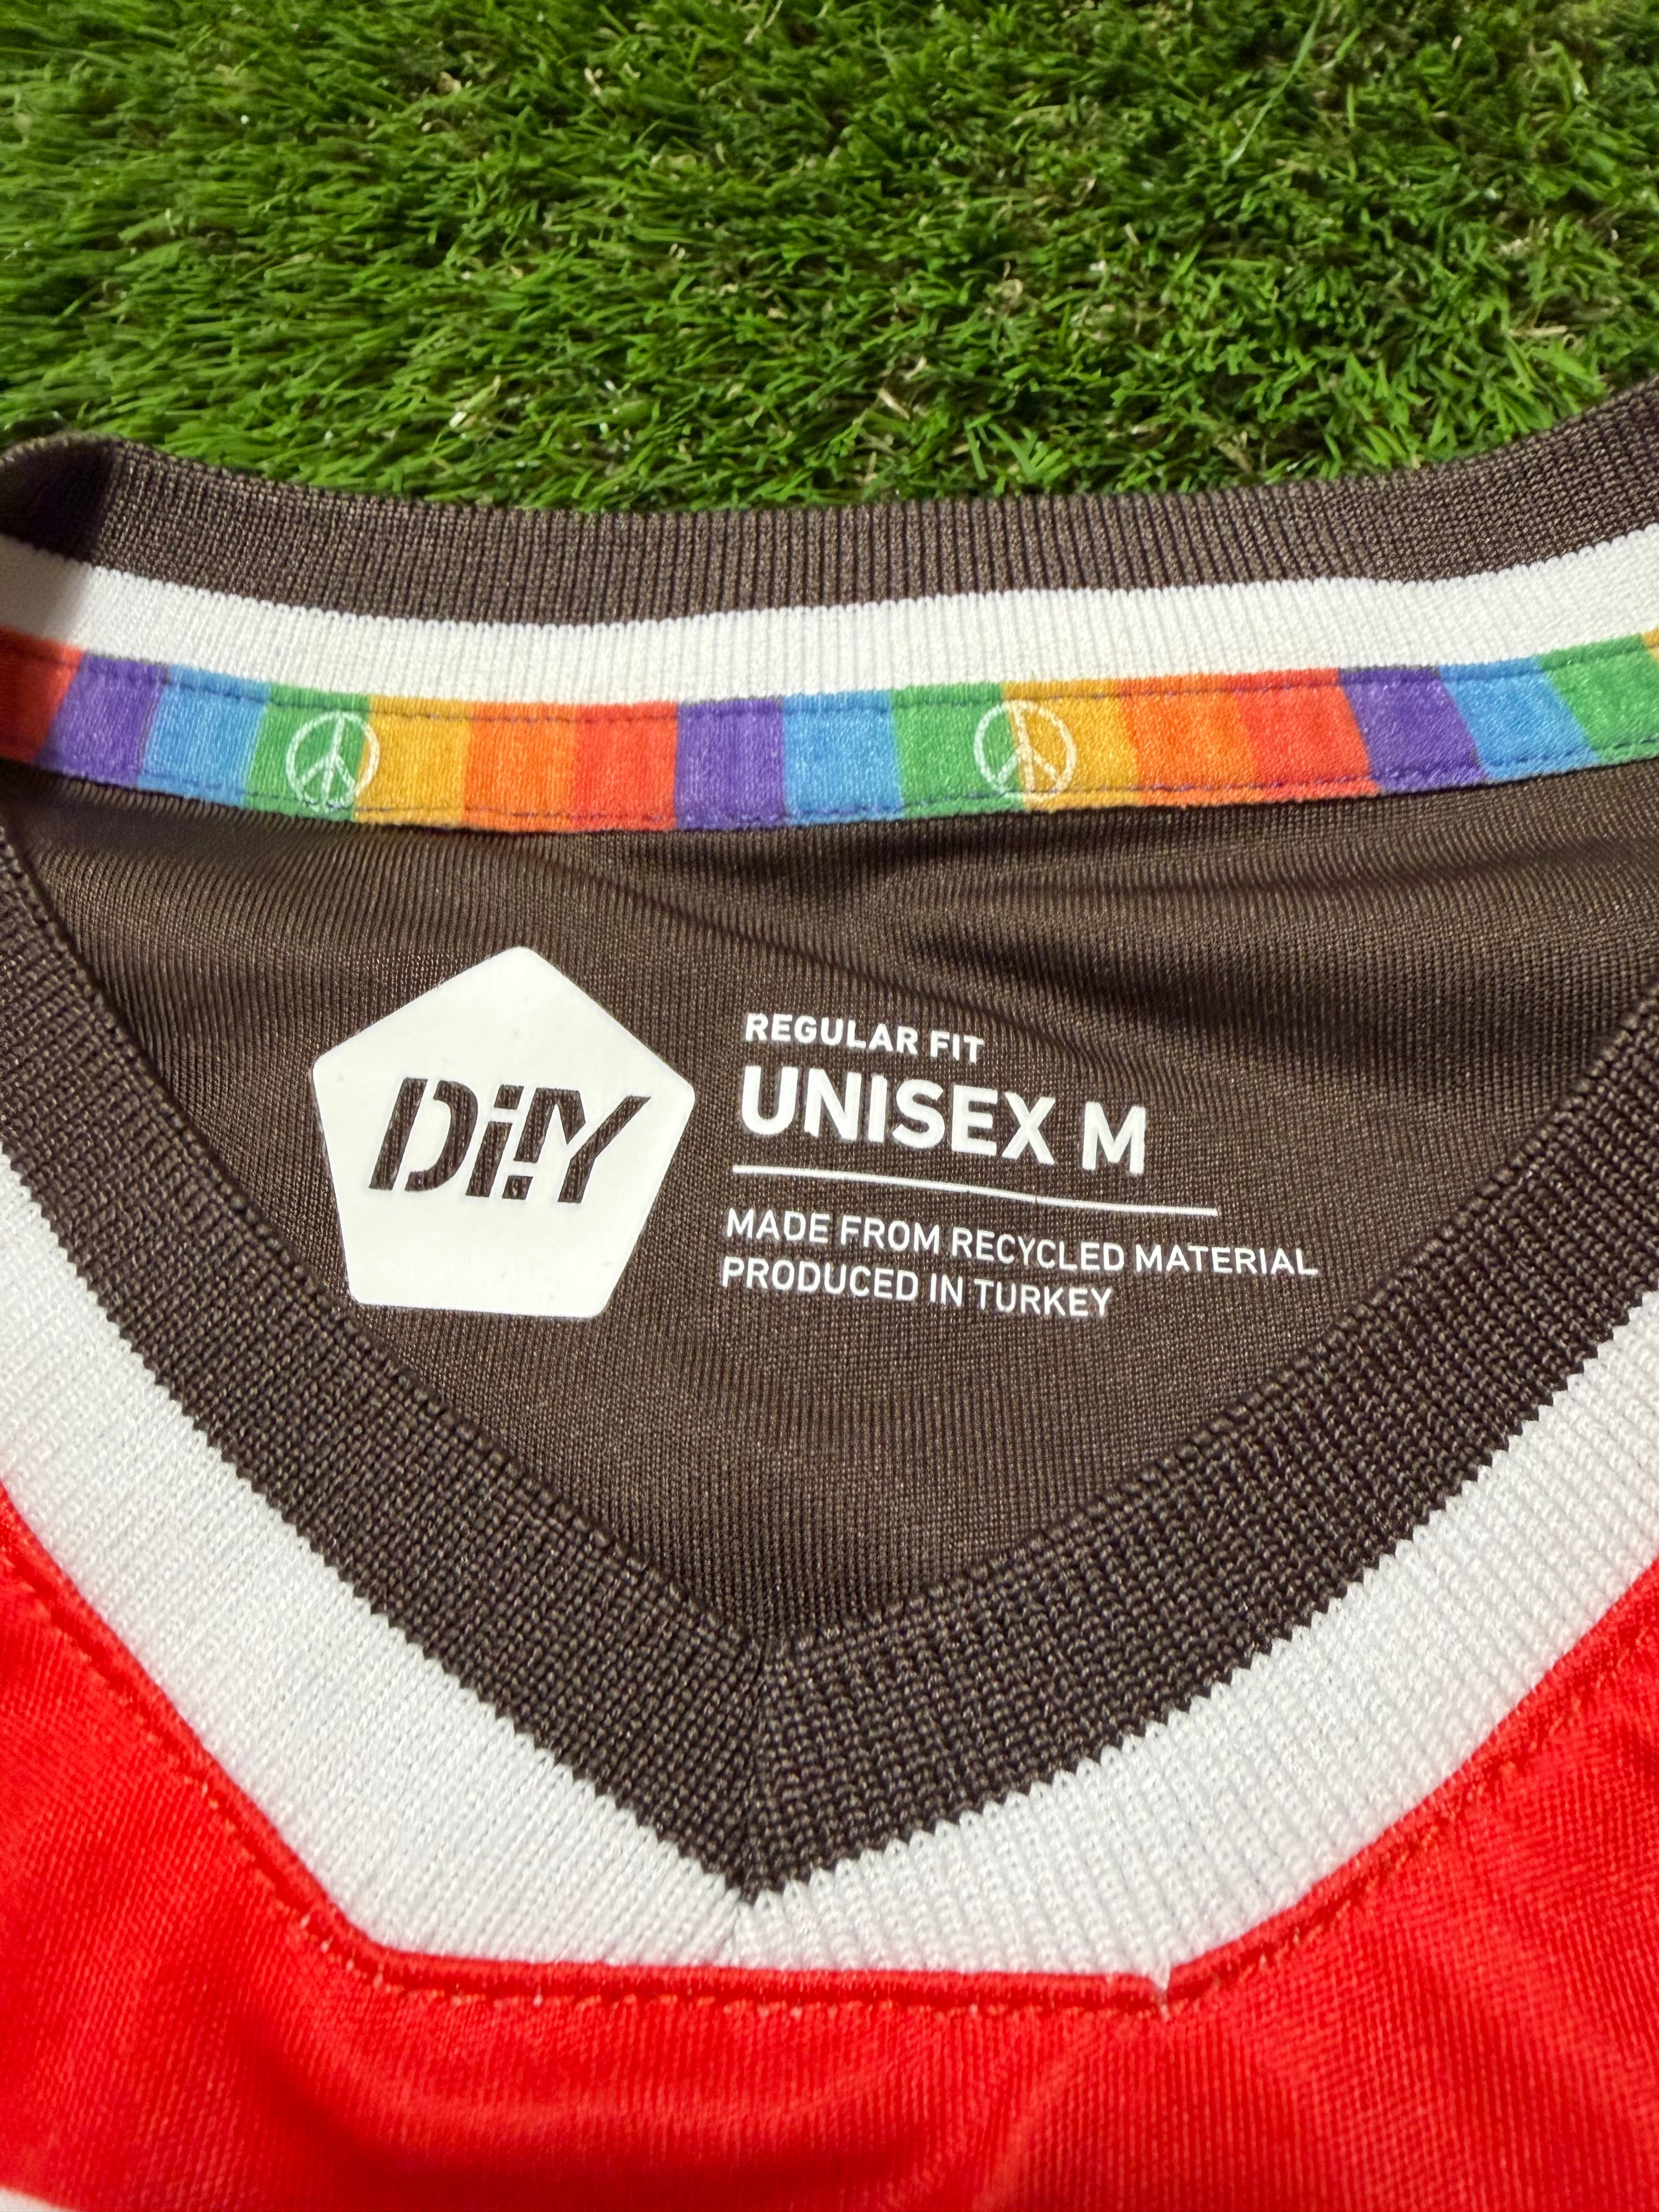 DiiY
REGULAR FIT
UNISEX M
MADE FROM RECYCLED MATERIAL
PRODUCED IN TURKEY